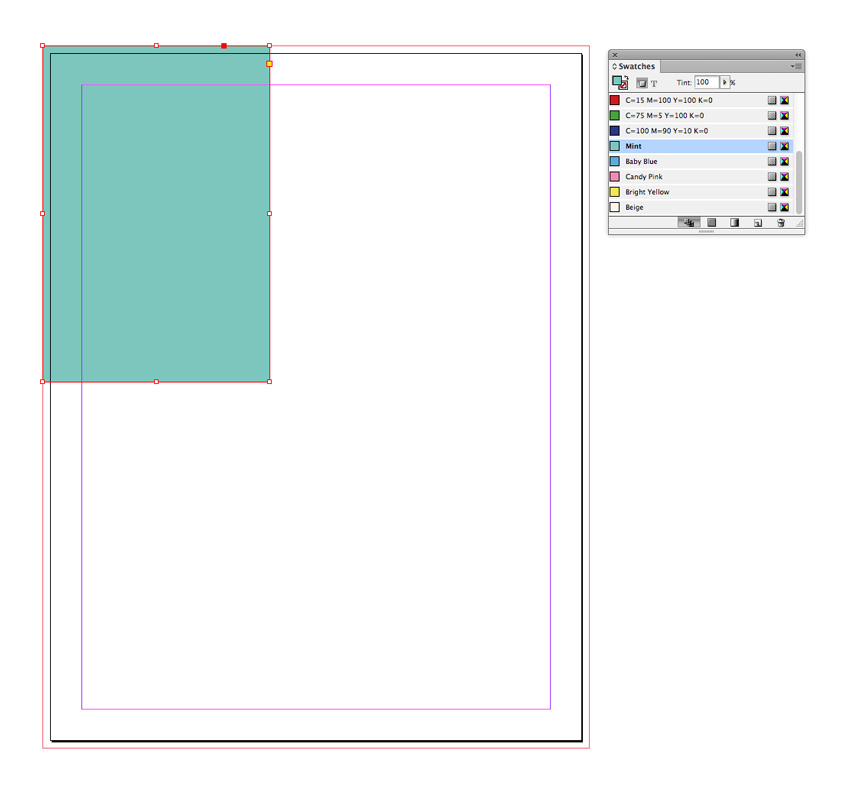 Swatches
T Tint: 100 %
C=15 M=100 Y=100 K=0
C=75 M=5 Y=100 K=0
C=100 M=90 Y=10 K=0
Mint
Baby Blue
Candy Pink
Bright Yellow
Beige